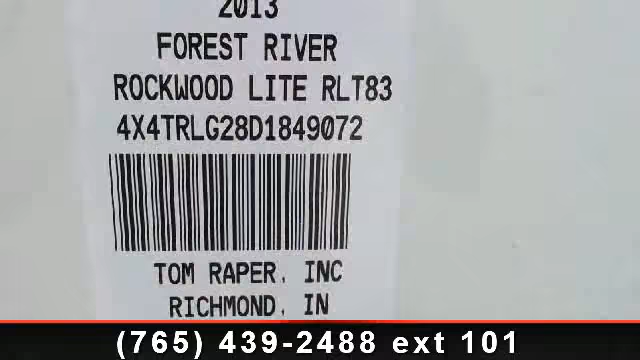 2013
FOREST RIVER
ROCKWOOD LITE RLT83
4X4TRLG28D1849072
TOM RAPER, INC
RICHMOND, IN
(765) 439-2488 ext 101